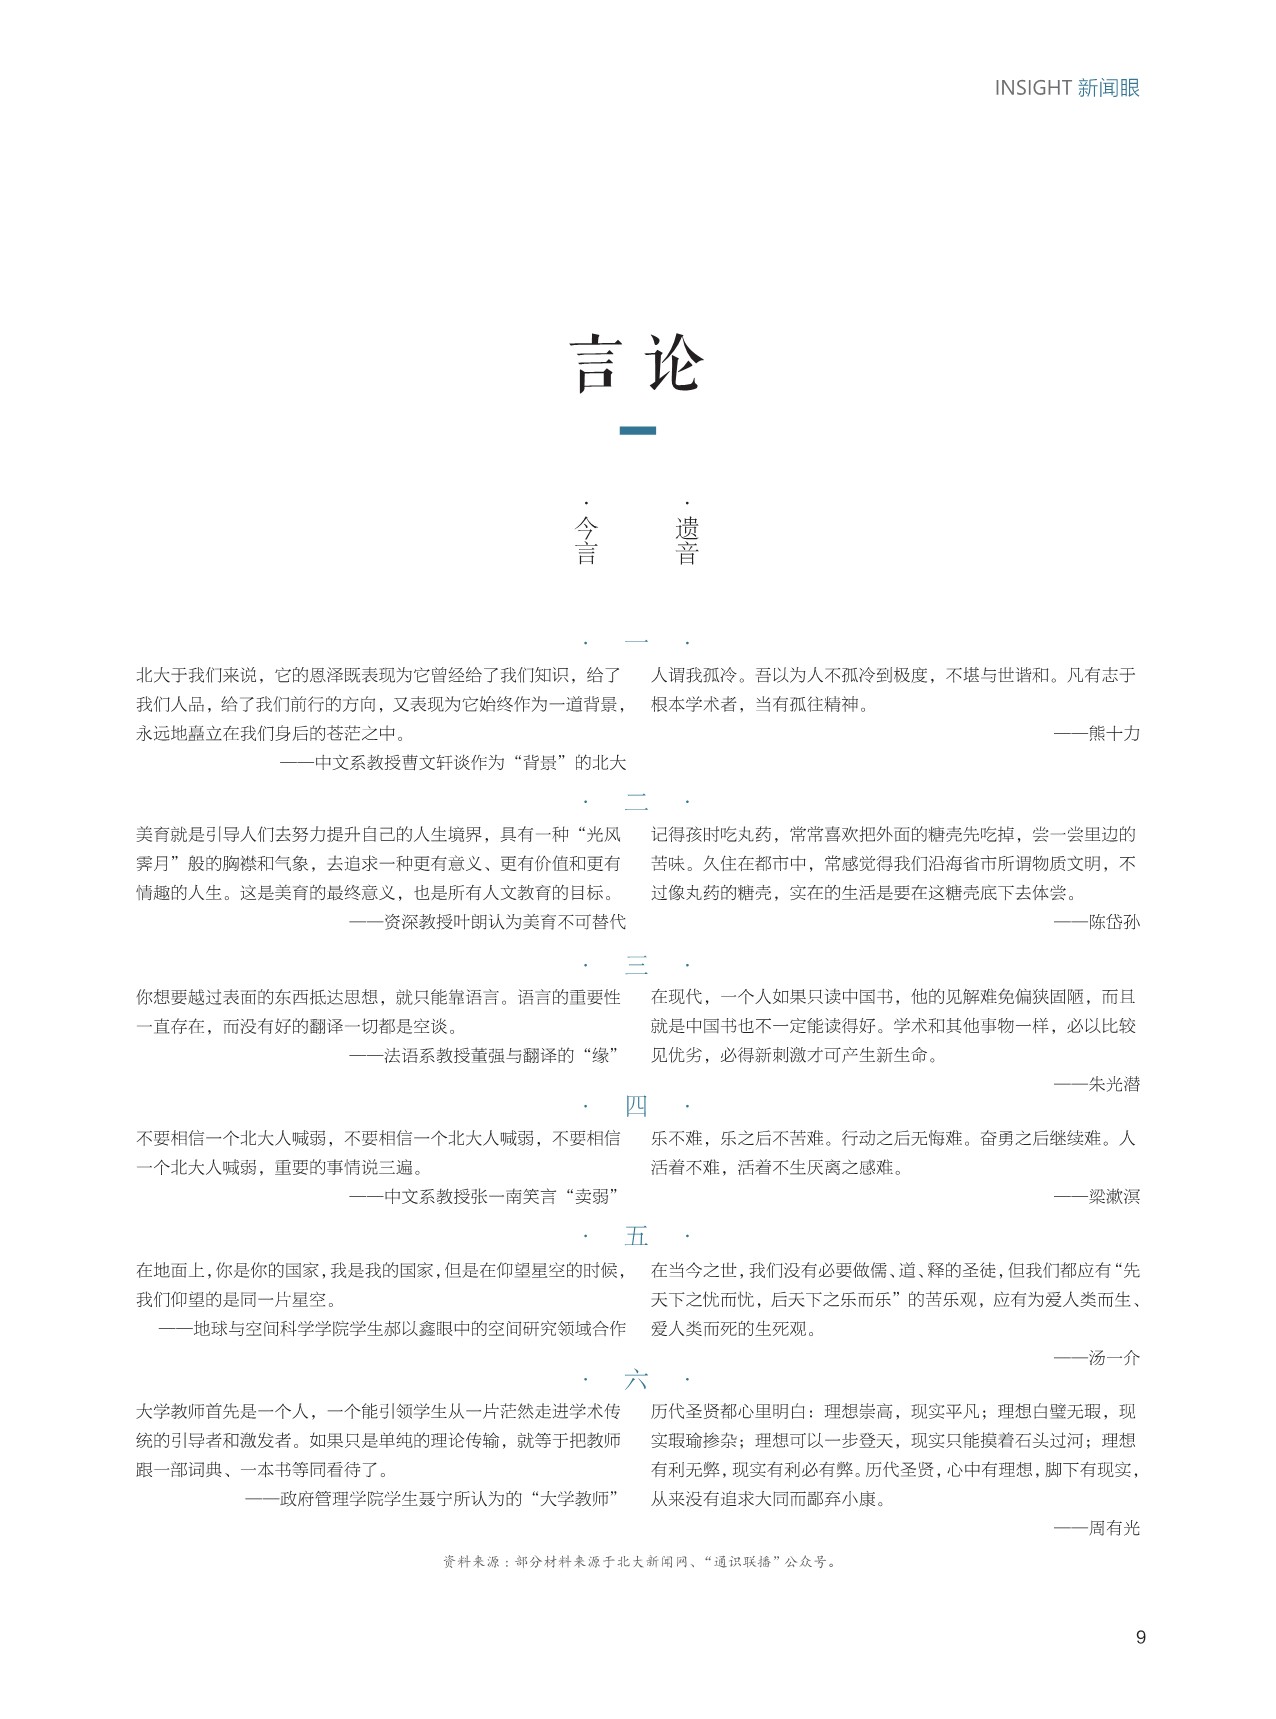 INSIGHT 新闻眼
言论
·今言
·遗音
· 一 ·
北大于我们来说，它的恩泽既表现为它曾经给了我们知识，给了
我们人品，给了我们前行的方向，又表现为它始终作为一道背景，
永远地矗立在我们身后的苍茫之中。
——中文系教授曹文轩谈作为“背景”的北大
人谓我孤冷。吾以为人不孤冷到极度，不堪与世谐和。凡有志于
根本学术者，当有孤往精神。
——熊十力
· 二 ·
美育就是引导人们去努力提升自己的人生境界，具有一种“光风
霁月”般的胸襟和气象，去追求一种更有意义、更有价值和更有
情趣的人生。这是美育的最终意义，也是所有人文教育的目标。
——资深教授叶朗认为美育不可替代
记得孩时吃丸药，常常喜欢把外面的糖壳先吃掉，尝一尝里边的
苦味。久住在都市中，常感觉得我们沿海省市所谓物质文明，不
过像丸药的糖壳，实在的生活是要在这糖壳底下去体尝。
——陈岱孙
· 三 ·
你想要越过表面的东西抵达思想，就只能靠语言。语言的重要性
一直存在，而没有好的翻译一切都是空谈。
——法语系教授董强与翻译的“缘”
在现代，一个人如果只读中国书，他的见解难免偏狭固陋，而且
就是中国书也不一定能读得好。学术和其他事物一样，必以比较
见优劣，必得新刺激才可产生新生命。
——朱光潜
· 四 ·
不要相信一个北大人喊弱，不要相信一个北大人喊弱，不要相信
一个北大人喊弱，重要的事情说三遍。
——中文系教授张一南笑言“卖弱”
乐不难，乐之后不苦难。行动之后无悔难。奋勇之后继续难。人
活着不难，活着不生厌离之感难。
——梁漱溟
· 五 ·
在地面上，你是你的国家，我是我的国家，但是在仰望星空的时候，
我们仰望的是同一片星空。
——地球与空间科学学院学生郝以鑫眼中的空间研究领域合作
在当今之世，我们没有必要做儒、道、释的圣徒，但我们都应有“先
天下之忧而忧，后天下之乐而乐”的苦乐观，应有为爱人类而生、
爱人类而死的生死观。
——汤一介
· 六 ·
大学教师首先是一个人，一个能引领学生从一片茫然走进学术传
统的引导者和激发者。如果只是单纯的理论传输，就等于把教师
跟一部词典、一本书等同看待了。
——政府管理学院学生聂宁所认为的“大学教师”
历代圣贤都心里明白：理想崇高，现实平凡；理想白璧无瑕，现
实瑕瑜掺杂；理想可以一步登天，现实只能摸着石头过河；理想
有利无弊，现实有利必有弊。历代圣贤，心中有理想，脚下有现实，
从来没有追求大同而鄙弃小康。
——周有光
资料来源：部分材料来源于北大新闻网、“通识联播”公众号。
9